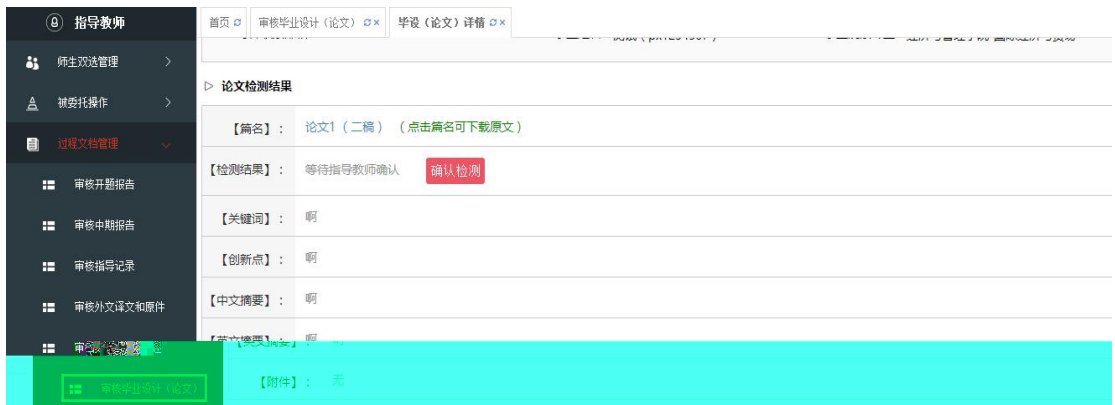 指导教师
首页 审核毕业设计（论文） × 毕设（论文）详情 ×
师生双选管理
论文检测结果
被委托操作
【篇名】： 论文1（二稿） （点击篇名可下载原文）
过程文档管理
【检测结果】： 等待指导教师确认 确认检测
审核开题报告
【关键词】： 啊
审核中期报告
【创新点】： 啊
审核指导记录
【中文摘要】： 啊
审核外文译文和原件
【英文摘要】： 啊
【附件】： 无
审核毕业设计（论文）